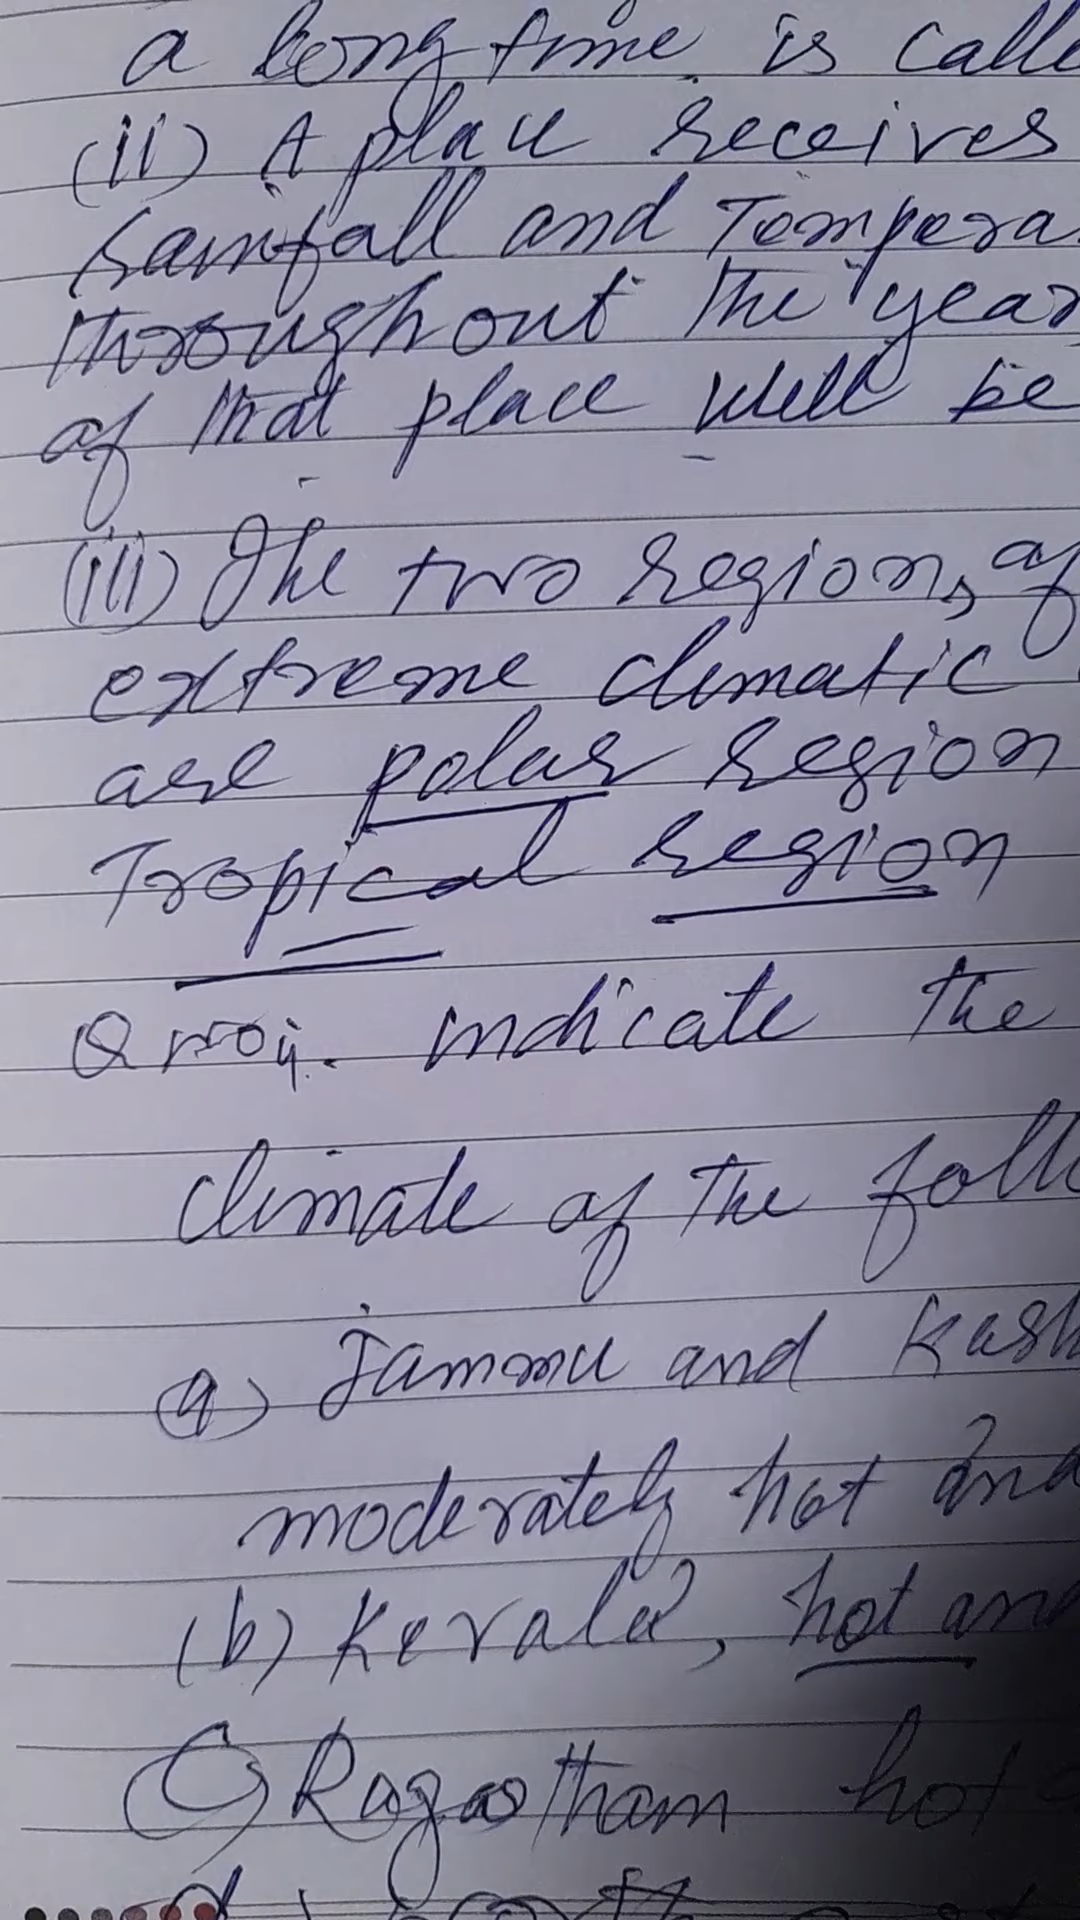 a long time is calle
(ii) A place receives
rainfall and Tempera
throughout the year
of that place will be
(iii) The two regions of
extreme climatic
are polar region
Tropical region
Q no 4. indicate the
climate of the follo
a) Jammu and Kash
moderately hot and
(b) Kerala, hot and
C) Rajasthan hot